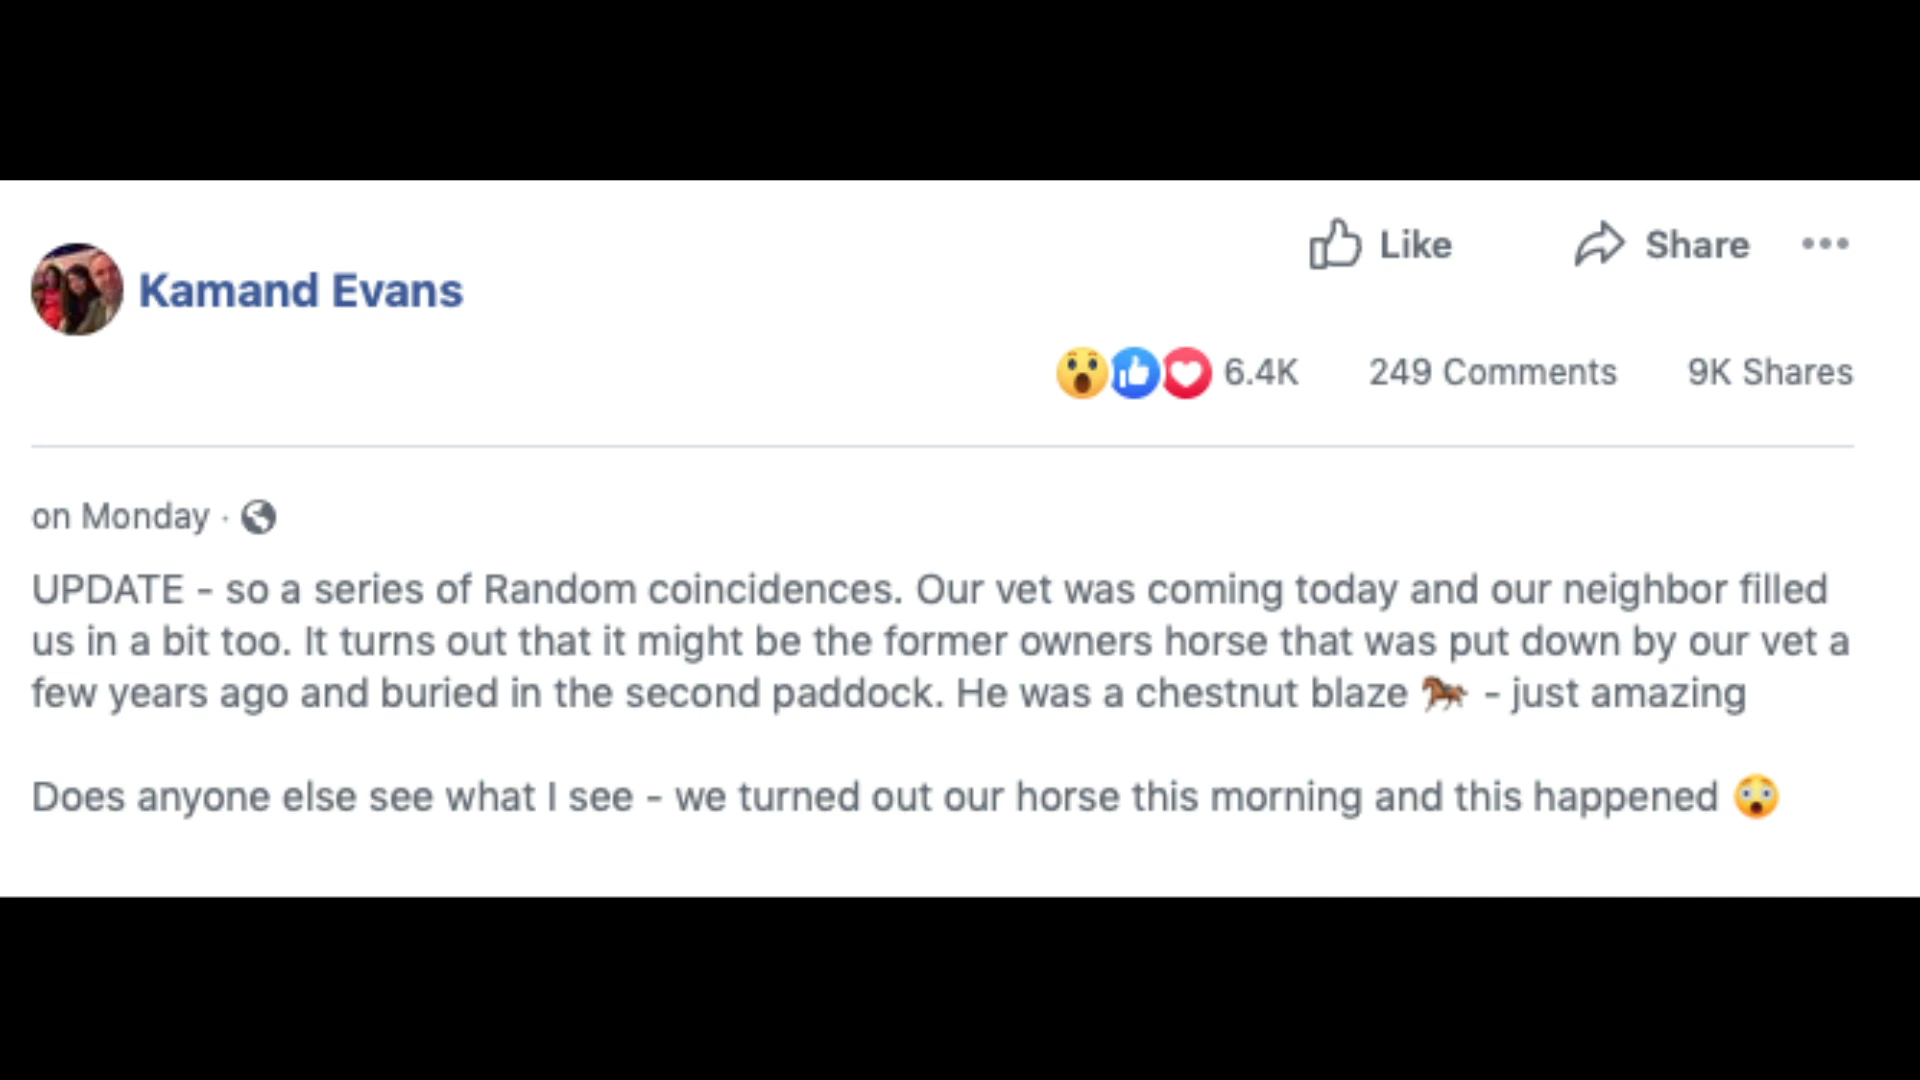 Like Share
Kamand Evans
6.4K 249 Comments 9K Shares
on Monday ·
UPDATE - so a series of Random coincidences. Our vet was coming today and our neighbor filled
us in a bit too. It turns out that it might be the former owners horse that was put down by our vet a
few years ago and buried in the second paddock. He was a chestnut blaze 🐎 - just amazing
Does anyone else see what I see - we turned out our horse this morning and this happened 😳